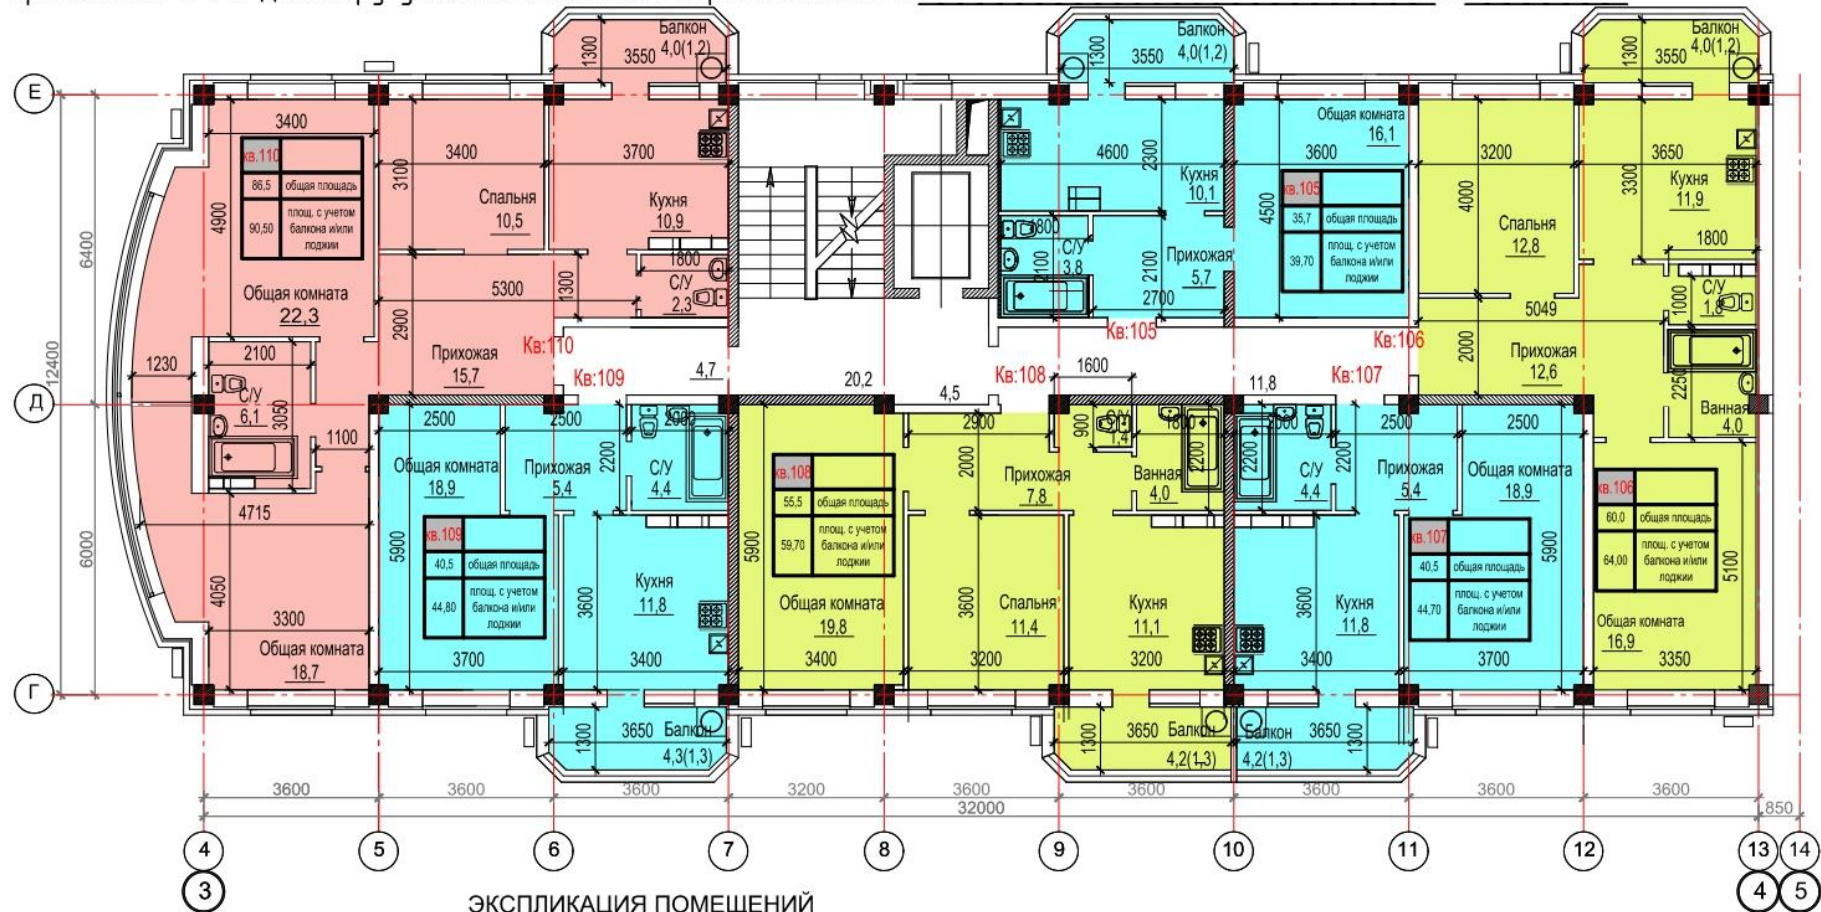 Балкон
4,0(1,2)
1300
3550
Балкон
4,0(1,2)
1300
3550
Балкон
4,0(1,2)
1300
3550
Е
3400
кв.110
86,5 общая площадь
90,50 площ. с учетом
балкона и/или
лоджии
4900
Общая комната
22,3
3100
3400
Спальня
10,5
3700
Кухня
10,9
1800
С/У
2,3
5300
1300
2900
Прихожая
15,7
Кв:110
4600
2300
Кухня
10,1
1800
С/У
3,8
2100
2100
Прихожая
5,7
2700
Кв:105
Общая комната
16,1
3600
4500
кв.105
35,7 общая площадь
39,70 площ. с учетом
балкона и/или
лоджии
Кв:106
3200
4000
Спальня
12,8
3650
3300
Кухня
11,9
1800
С/У
1,8
1000
5049
2000
Прихожая
12,6
2250
Ванная
4,0
6400
12400
6000
1230
2100
С/У
6,1
3050
1100
Д
Кв:109
4,7
20,2
4,5
Кв:108
1600
11,8
Кв:107
4715
4050
3300
Общая комната
18,7
2500
2500
2000
Общая комната
18,9
Прихожая
5,4
2200
С/У
4,4
кв.109
40,5 общая площадь
44,80 площ. с учетом
балкона и/или
лоджии
5900
3600
Кухня
11,8
3700
3400
5900
кв.108
55,5 общая площадь
59,70 площ. с учетом
балкона и/или
лоджии
Общая комната
19,8
3400
2900
2000
Прихожая
7,8
900
С/У
1,4
1800
Ванная
4,0
2200
3600
Спальня
11,4
3200
Кухня
11,1
3200
2200
С/У
4,4
2200
2500
2500
Прихожая
5,4
Общая комната
18,9
кв.107
40,5 общая площадь
44,70 площ. с учетом
балкона и/или
лоджии
5900
3600
Кухня
11,8
3400
3700
кв.106
60,0 общая площадь
64,00 площ. с учетом
балкона и/или
лоджии
5100
Общая комната
16,9
3350
Г
1300
3650
Балкон
4,3(1,3)
1300
3650
Балкон
4,2(1,3)
Балкон
4,2(1,3)
3650
1300
3600 3600 3600 3200 3600 3600 3600 3600 3600
32000 850
4 5 6 7 8 9 10 11 12 13 14
3 4 5
ЭКСПЛИКАЦИЯ ПОМЕЩЕНИЙ